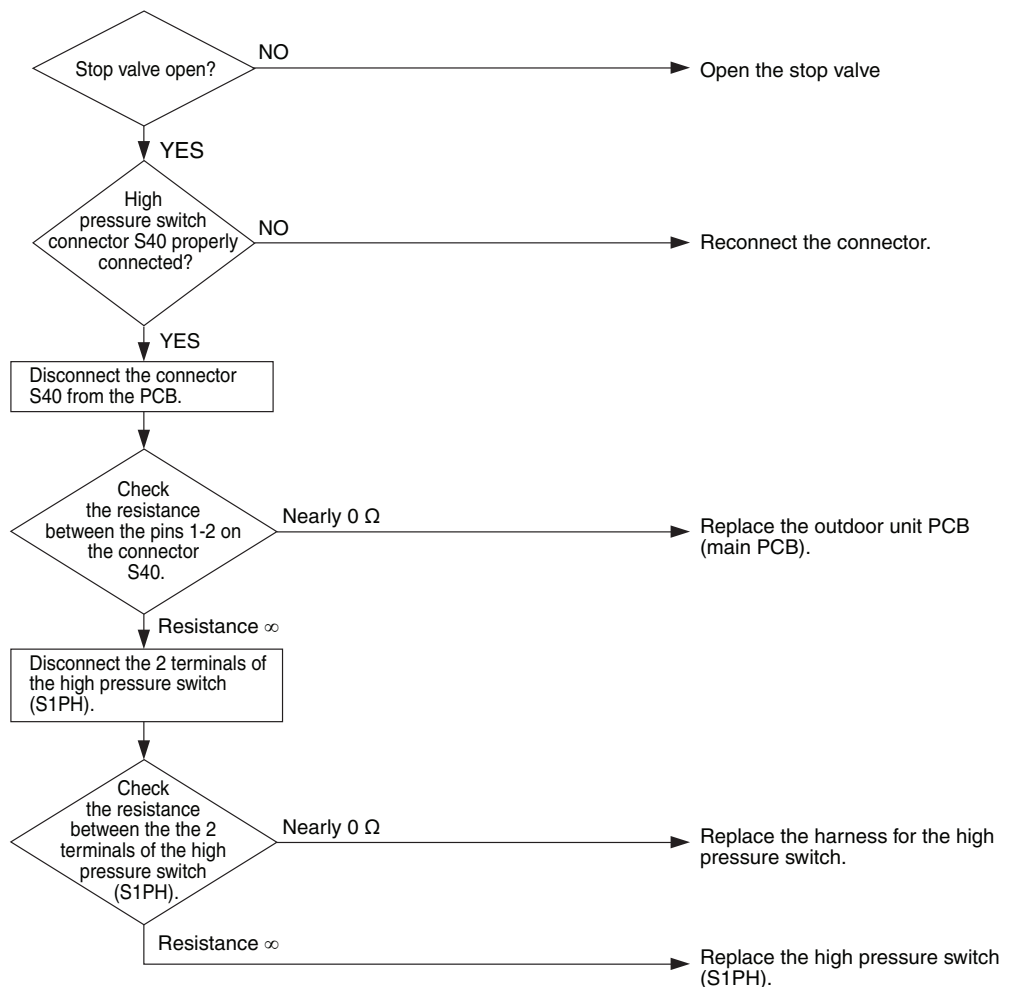 Stop valve open?
NO
Open the stop valve
YES
High
pressure switch
connector S40 properly
connected?
NO
Reconnect the connector.
YES
Disconnect the connector
S40 from the PCB.
Check
the resistance
between the pins 1-2 on
the connector
S40.
Nearly 0 Ω
Replace the outdoor unit PCB
(main PCB).
Resistance ∞
Disconnect the 2 terminals of
the high pressure switch
(S1PH).
Check
the resistance
between the the 2
terminals of the high
pressure switch
(S1PH).
Nearly 0 Ω
Replace the harness for the high
pressure switch.
Resistance ∞
Replace the high pressure switch
(S1PH).